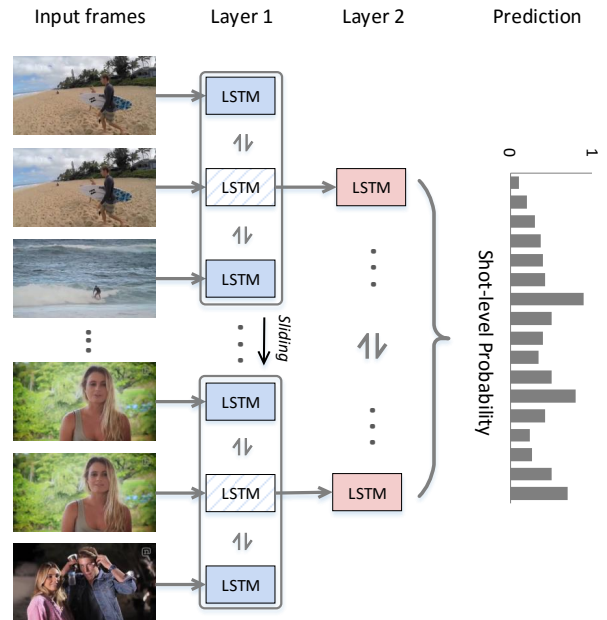 Input frames
Layer 1
Layer 2
Prediction
LSTM
LSTM
LSTM
LSTM
Sliding
LSTM
LSTM
LSTM
LSTM
0
1
Shot-level Probability